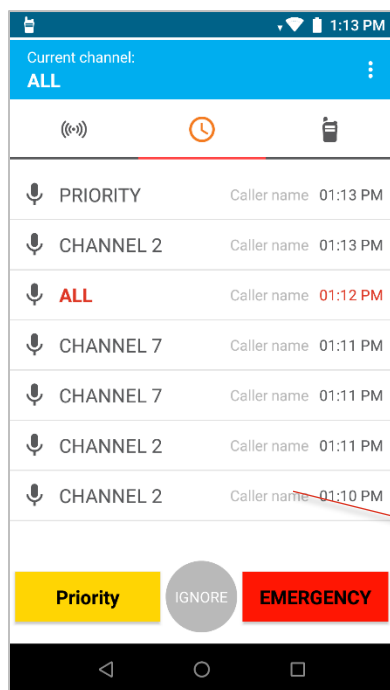 1:13 PM
Current channel:
ALL
PRIORITY Caller name 01:13 PM
CHANNEL 2 Caller name 01:13 PM
ALL Caller name 01:12 PM
CHANNEL 7 Caller name 01:11 PM
CHANNEL 7 Caller name 01:11 PM
CHANNEL 2 Caller name 01:11 PM
CHANNEL 2 Caller name 01:10 PM
Priority IGNORE EMERGENCY